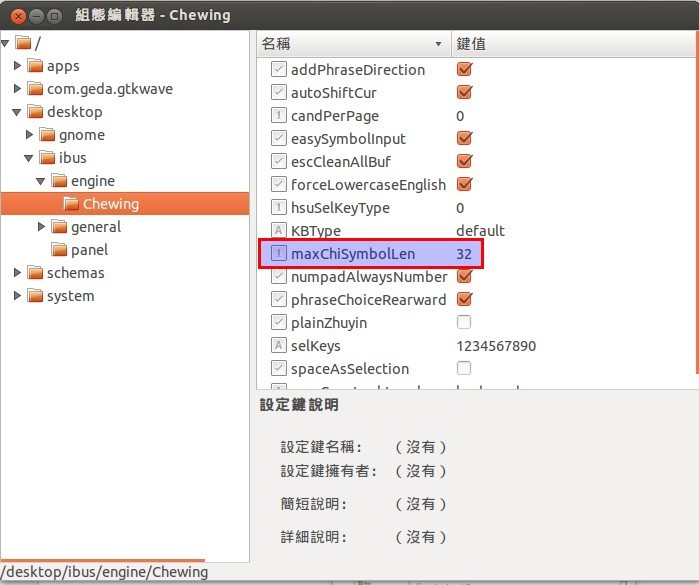 組態編輯器 - Chewing
/
apps
com.geda.gtkwave
desktop
gnome
ibus
engine
Chewing
general
panel
schemas
system
名稱 鍵值
addPhraseDirection
autoShiftCur
candPerPage 0
easySymbolInput
escCleanAllBuf
forceLowercaseEnglish
hsuSelKeyType 0
KBType default
maxChiSymbolLen 32
numpadAlwaysNumber
phraseChoiceRearward
plainZhuyin
selKeys 1234567890
spaceAsSelection
設定鍵說明
設定鍵名稱: （沒有）
設定鍵擁有者: （沒有）
簡短說明: （沒有）
詳細說明: （沒有）
/desktop/ibus/engine/Chewing